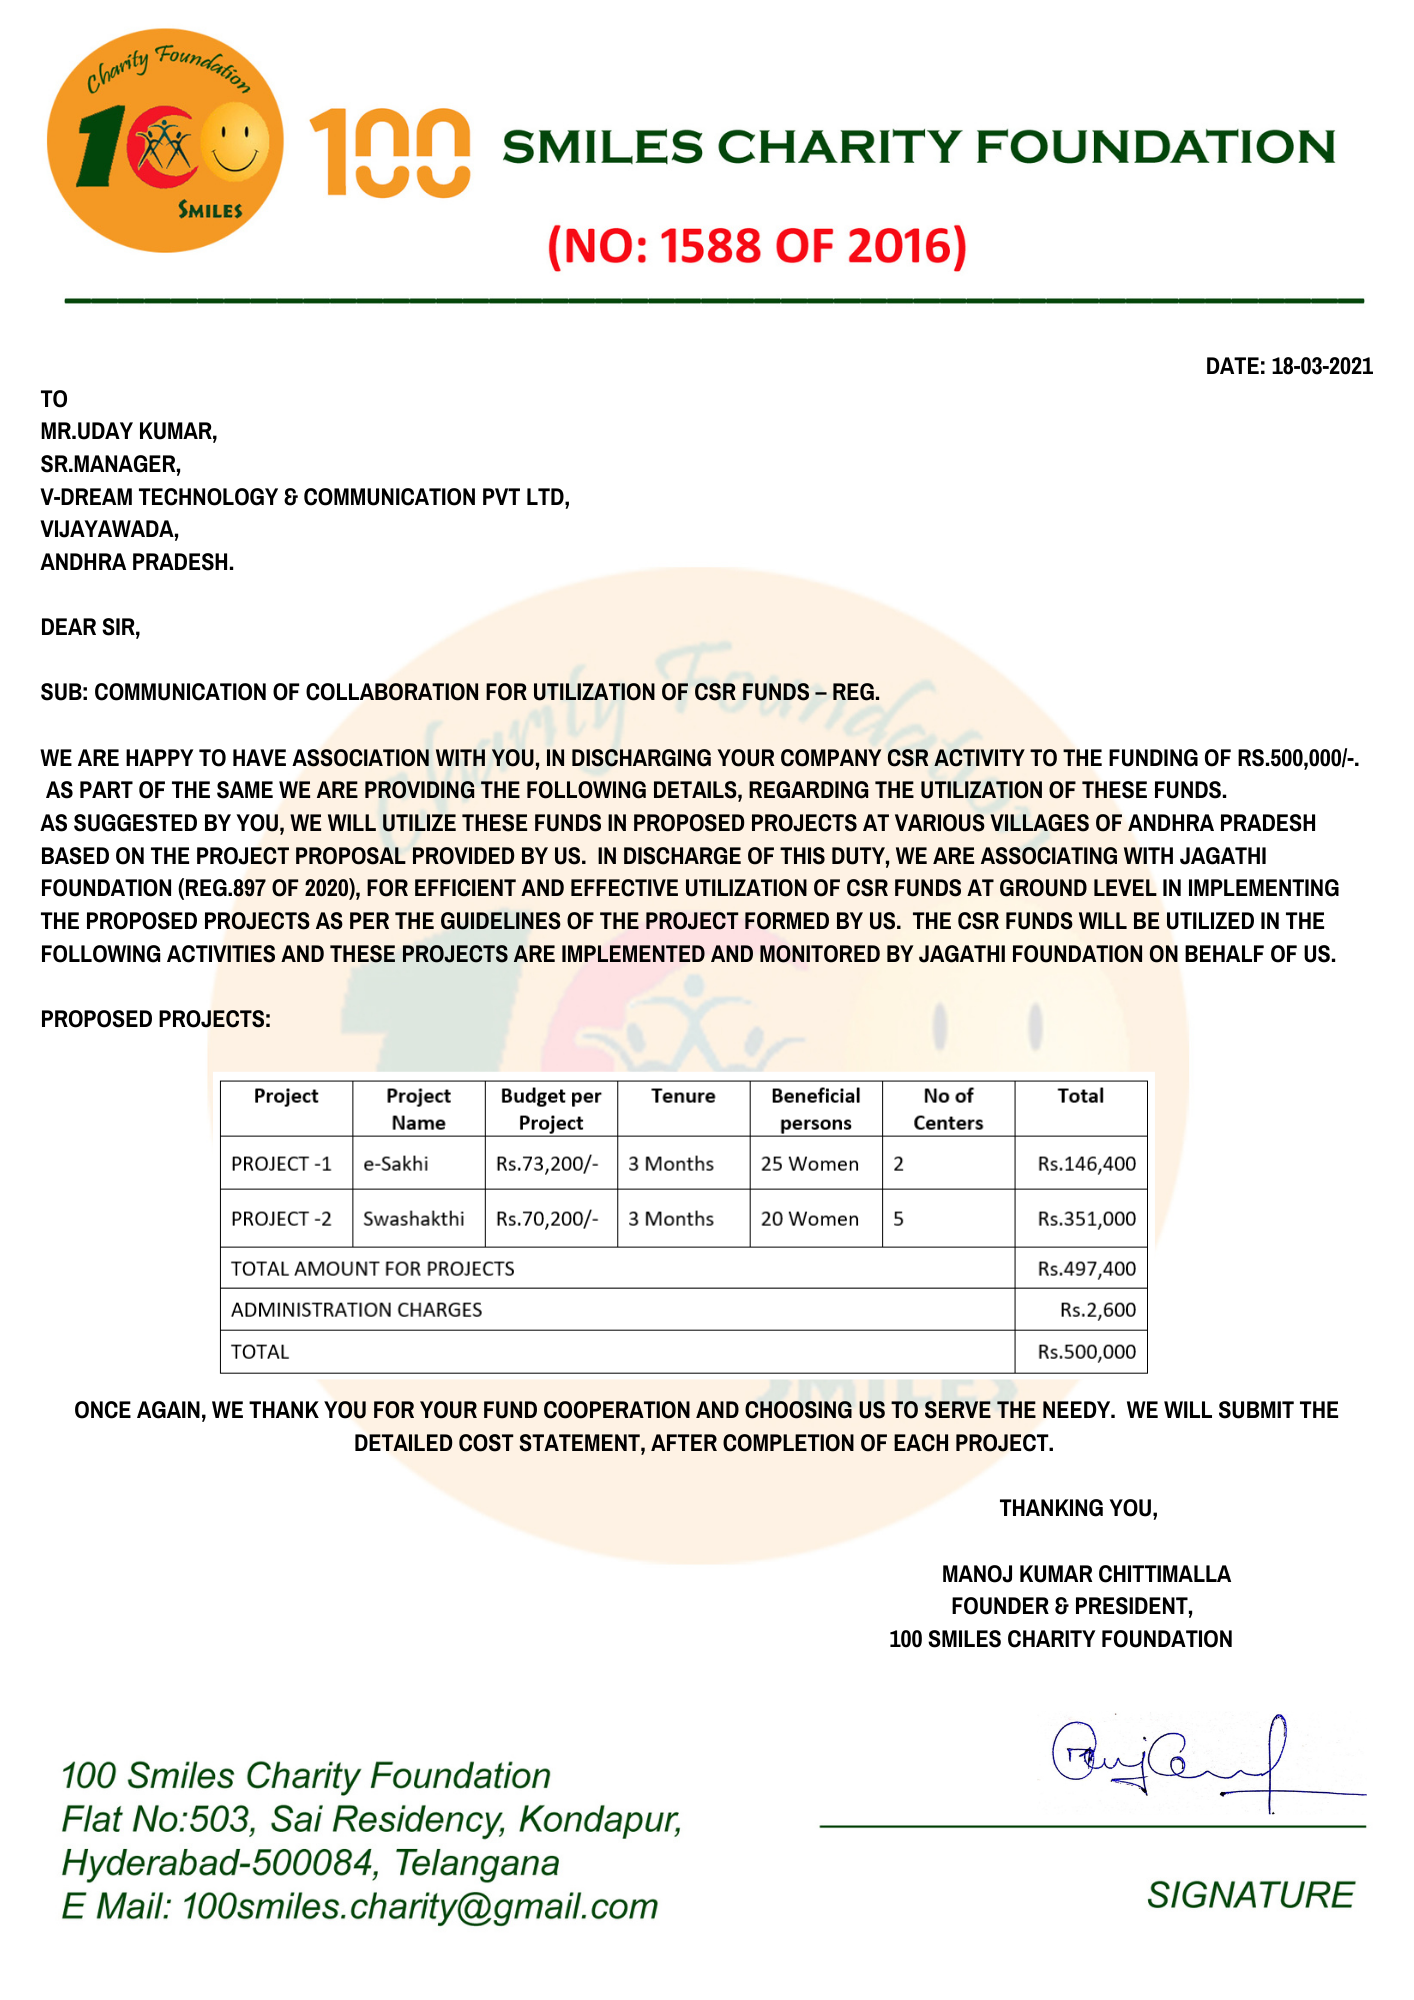 Charity Foundation
100
SMILES
100 SMILES CHARITY FOUNDATION
(NO: 1588 OF 2016)
DATE: 18-03-2021
TO
MR.UDAY KUMAR,
SR.MANAGER,
V-DREAM TECHNOLOGY & COMMUNICATION PVT LTD,
VIJAYAWADA,
ANDHRA PRADESH.
DEAR SIR,
SUB: COMMUNICATION OF COLLABORATION FOR UTILIZATION OF CSR FUNDS – REG.
WE ARE HAPPY TO HAVE ASSOCIATION WITH YOU, IN DISCHARGING YOUR COMPANY CSR ACTIVITY TO THE FUNDING OF RS.500,000/-.
AS PART OF THE SAME WE ARE PROVIDING THE FOLLOWING DETAILS, REGARDING THE UTILIZATION OF THESE FUNDS.
AS SUGGESTED BY YOU, WE WILL UTILIZE THESE FUNDS IN PROPOSED PROJECTS AT VARIOUS VILLAGES OF ANDHRA PRADESH
BASED ON THE PROJECT PROPOSAL PROVIDED BY US. IN DISCHARGE OF THIS DUTY, WE ARE ASSOCIATING WITH JAGATHI
FOUNDATION (REG.897 OF 2020), FOR EFFICIENT AND EFFECTIVE UTILIZATION OF CSR FUNDS AT GROUND LEVEL IN IMPLEMENTING
THE PROPOSED PROJECTS AS PER THE GUIDELINES OF THE PROJECT FORMED BY US. THE CSR FUNDS WILL BE UTILIZED IN THE
FOLLOWING ACTIVITIES AND THESE PROJECTS ARE IMPLEMENTED AND MONITORED BY JAGATHI FOUNDATION ON BEHALF OF US.
PROPOSED PROJECTS:
Project Project Name Budget per Project Tenure Beneficial persons No of Centers Total
PROJECT -1 e-Sakhi Rs.73,200/- 3 Months 25 Women 2 Rs.146,400
PROJECT -2 Swashakthi Rs.70,200/- 3 Months 20 Women 5 Rs.351,000
TOTAL AMOUNT FOR PROJECTS Rs.497,400
ADMINISTRATION CHARGES Rs.2,600
TOTAL Rs.500,000
ONCE AGAIN, WE THANK YOU FOR YOUR FUND COOPERATION AND CHOOSING US TO SERVE THE NEEDY. WE WILL SUBMIT THE
DETAILED COST STATEMENT, AFTER COMPLETION OF EACH PROJECT.
THANKING YOU,
MANOJ KUMAR CHITTIMALLA
FOUNDER & PRESIDENT,
100 SMILES CHARITY FOUNDATION
100 Smiles Charity Foundation
Flat No:503, Sai Residency, Kondapur,
Hyderabad-500084, Telangana
E Mail: 100smiles.charity@gmail.com
SIGNATURE